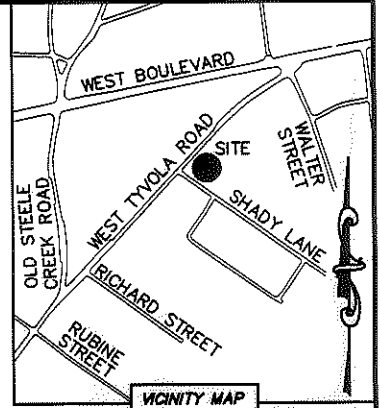 WEST BOULEVARD
WEST TYVOLA ROAD
SITE
WALTER
STREET
OLD STEELE
CREEK ROAD
SHADY LANE
RICHARD STREET
RUBINE
STREET
VICINITY MAP